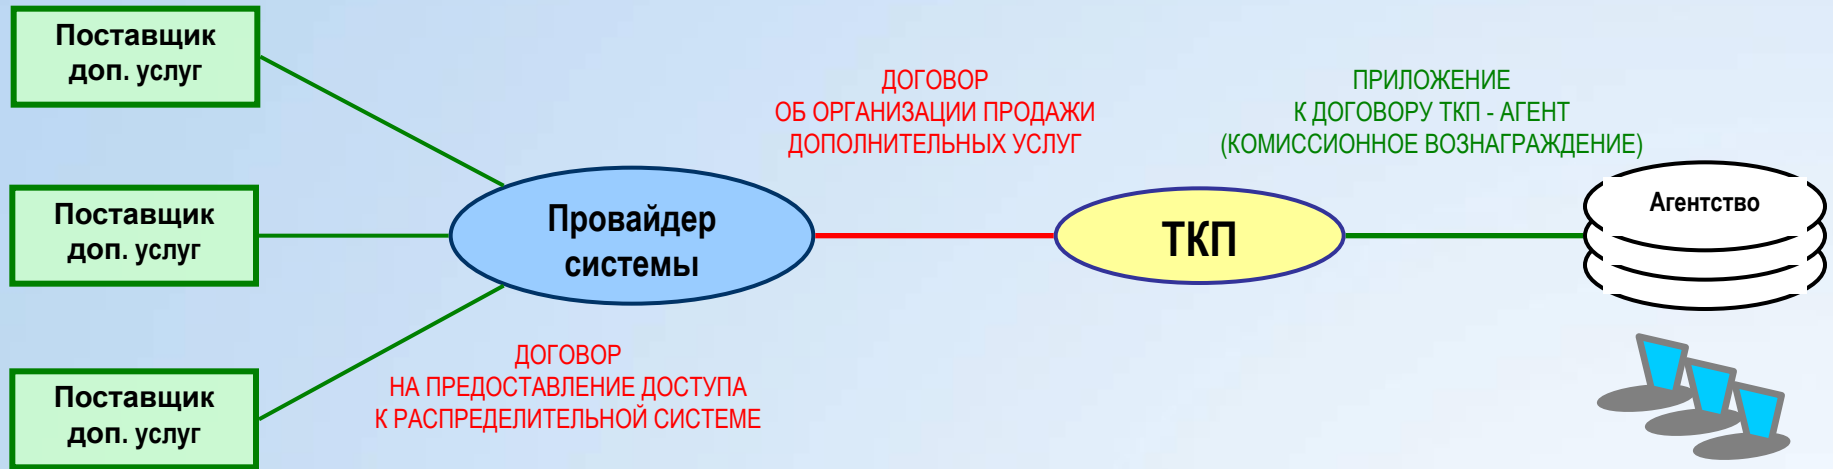 Поставщик
доп. услуг
Поставщик
доп. услуг
Поставщик
доп. услуг
Провайдер
системы
ДОГОВОР
НА ПРЕДОСТАВЛЕНИЕ ДОСТУПА
К РАСПРЕДЕЛИТЕЛЬНОЙ СИСТЕМЕ
ДОГОВОР
ОБ ОРГАНИЗАЦИИ ПРОДАЖИ
ДОПОЛНИТЕЛЬНЫХ УСЛУГ
ТКП
ПРИЛОЖЕНИЕ
К ДОГОВОРУ ТКП - АГЕНТ
(КОМИССИОННОЕ ВОЗНАГРАЖДЕНИЕ)
Агентство